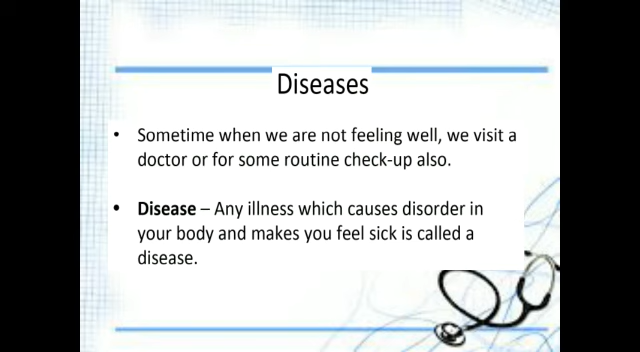 Diseases
• Sometime when we are not feeling well, we visit a
doctor or for some routine check-up also.
• Disease – Any illness which causes disorder in
your body and makes you feel sick is called a
disease.